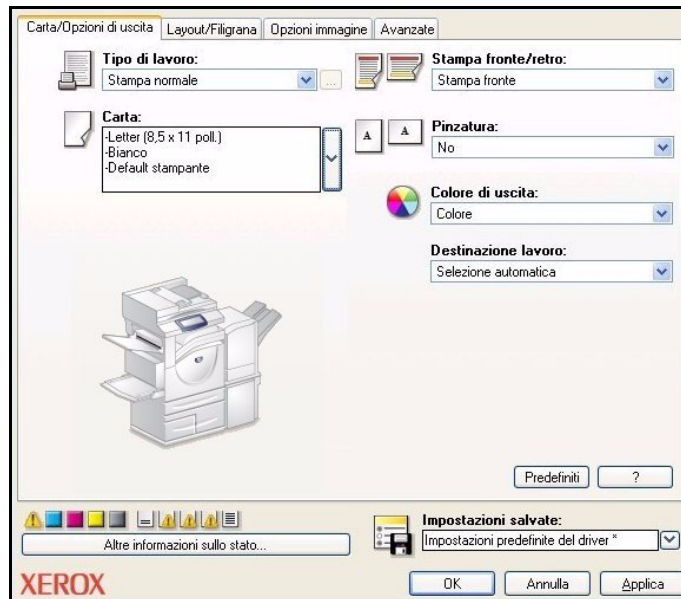 Carta/Opzioni di uscita Layout/Filigrana Opzioni immagine Avanzate
Tipo di lavoro:
Stampa normale
...
Carta:
-Letter (8,5 x 11 poll.)
-Bianco
-Default stampante
Stampa fronte/retro:
Stampa fronte
A A
Pinzatura:
No
Colore di uscita:
Colore
Destinazione lavoro:
Selezione automatica
Predefiniti ?
Altre informazioni sullo stato...
Impostazioni salvate:
Impostazioni predefinite del driver *
XEROX
OK Annulla Applica